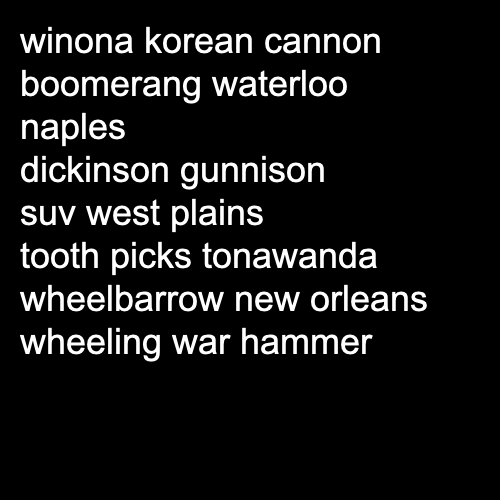 winona korean cannon
boomerang waterloo
naples
dickinson gunnison
suv west plains
tooth picks tonawanda
wheelbarrow new orleans
wheeling war hammer